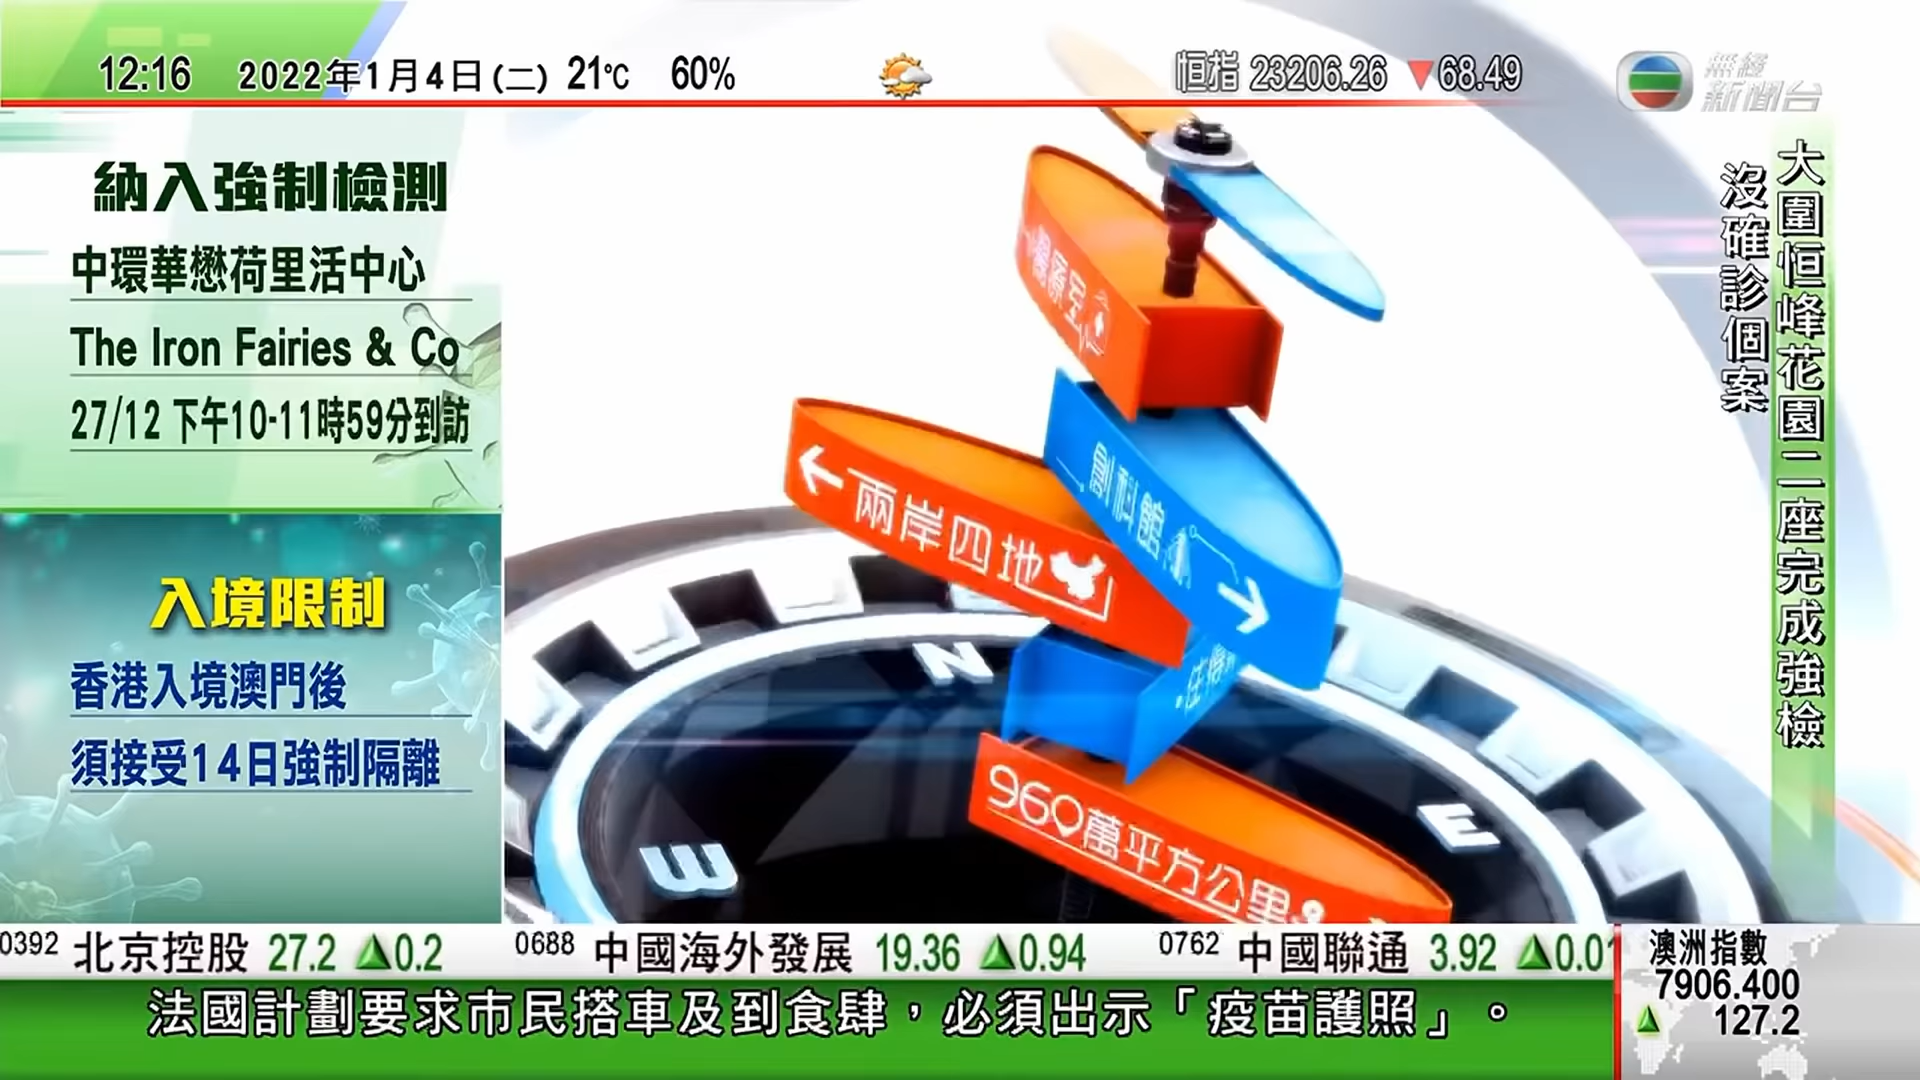 12:16 2022年1月4日(二) 21℃ 60% 恒指 23206.26 ▼68.49
無綫
新聞台
納入強制檢測
中環華懋荷里活中心
The Iron Fairies & Co
27/12 下午10-11時59分到訪
入境限制
香港入境澳門後
須接受14日強制隔離
醫療室
創科館
兩岸四地
N
E
W
960萬平方公里
大圍恒峰花園二座完成強檢
沒確診個案
0392 北京控股 27.2 ▲0.2 0688 中國海外發展 19.36 ▲0.94 0762 中國聯通 3.92 ▲0.01
法國計劃要求市民搭車及到食肆，必須出示「疫苗護照」。
澳洲指數
7906.400
▲ 127.2